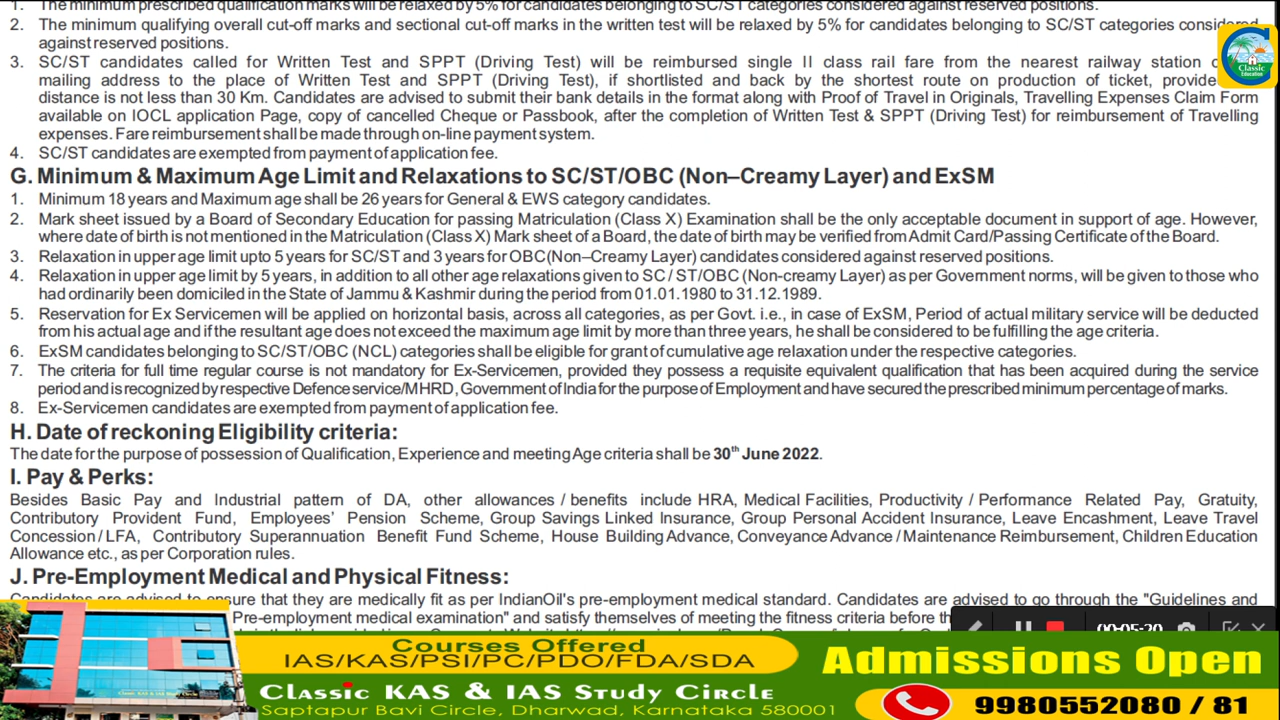 1. The minimum prescribed qualification marks will be relaxed by 5% for candidates belonging to SC/ST categories considered against reserved positions.
2. The minimum qualifying overall cut-off marks and sectional cut-off marks in the written test will be relaxed by 5% for candidates belonging to SC/ST categories considered
against reserved positions.
3. SC/ST candidates called for Written Test and SPPT (Driving Test) will be reimbursed single II class rail fare from the nearest railway station
mailing address to the place of Written Test and SPPT (Driving Test), if shortlisted and back by the shortest route on production of ticket,
distance is not less than 30 Km. Candidates are advised to submit their bank details in the format along with Proof of Travel in Originals, Travelling Expenses Claim Form
available on IOCL application Page, copy of cancelled Cheque or Passbook, after the completion of Written Test & SPPT (Driving Test) for reimbursement of Travelling
expenses. Fare reimbursement shall be made through on-line payment system.
4. SC/ST candidates are exempted from payment of application fee.
G. Minimum & Maximum Age Limit and Relaxations to SC/ST/OBC (Non–Creamy Layer) and ExSM
1. Minimum 18 years and Maximum age shall be 26 years for General & EWS category candidates.
2. Mark sheet issued by a Board of Secondary Education for passing Matriculation (Class X) Examination shall be the only acceptable document in support of age. However,
where date of birth is not mentioned in the Matriculation (Class X) Mark sheet of a Board, the date of birth may be verified from Admit Card/Passing Certificate of the Board.
3. Relaxation in upper age limit upto 5 years for SC/ST and 3 years for OBC(Non–Creamy Layer) candidates considered against reserved positions.
4. Relaxation in upper age limit by 5 years, in addition to all other age relaxations given to SC / ST/OBC (Non-creamy Layer) as per Government norms, will be given to those who
had ordinarily been domiciled in the State of Jammu & Kashmir during the period from 01.01.1980 to 31.12.1989.
5. Reservation for Ex Servicemen will be applied on horizontal basis, across all categories, as per Govt. i.e., in case of ExSM, Period of actual military service will be deducted
from his actual age and if the resultant age does not exceed the maximum age limit by more than three years, he shall be considered to be fulfilling the age criteria.
6. ExSM candidates belonging to SC/ST/OBC (NCL) categories shall be eligible for grant of cumulative age relaxation under the respective categories.
7. The criteria for full time regular course is not mandatory for Ex-Servicemen, provided they possess a requisite equivalent qualification that has been acquired during the service
period and is recognized by respective Defence service/MHRD, Government of India for the purpose of Employment and have secured the prescribed minimum percentage of marks.
8. Ex-Servicemen candidates are exempted from payment of application fee.
H. Date of reckoning Eligibility criteria:
The date for the purpose of possession of Qualification, Experience and meeting Age criteria shall be 30th June 2022.
I. Pay & Perks:
Besides Basic Pay and Industrial pattern of DA, other allowances / benefits include HRA, Medical Facilities, Productivity / Performance Related Pay, Gratuity,
Contributory Provident Fund, Employees' Pension Scheme, Group Savings Linked Insurance, Group Personal Accident Insurance, Leave Encashment, Leave Travel
Concession / LFA, Contributory Superannuation Benefit Fund Scheme, House Building Advance, Conveyance Advance / Maintenance Reimbursement, Children Education
Allowance etc., as per Corporation rules.
J. Pre-Employment Medical and Physical Fitness:
Candidates are advised to ensure that they are medically fit as per IndianOil's pre-employment medical standard. Candidates are advised to go through the "Guidelines and
Pre-employment medical examination" and satisfy themselves of meeting the fitness criteria before
Classic
Education
00:05:20
Courses Offered
IAS/KAS/PSI/PC/PDO/FDA/SDA
Classic KAS & IAS Study Circle
Saptapur Bavi Circle, Dharwad, Karnataka 580001
Admissions Open
9980552080 / 81